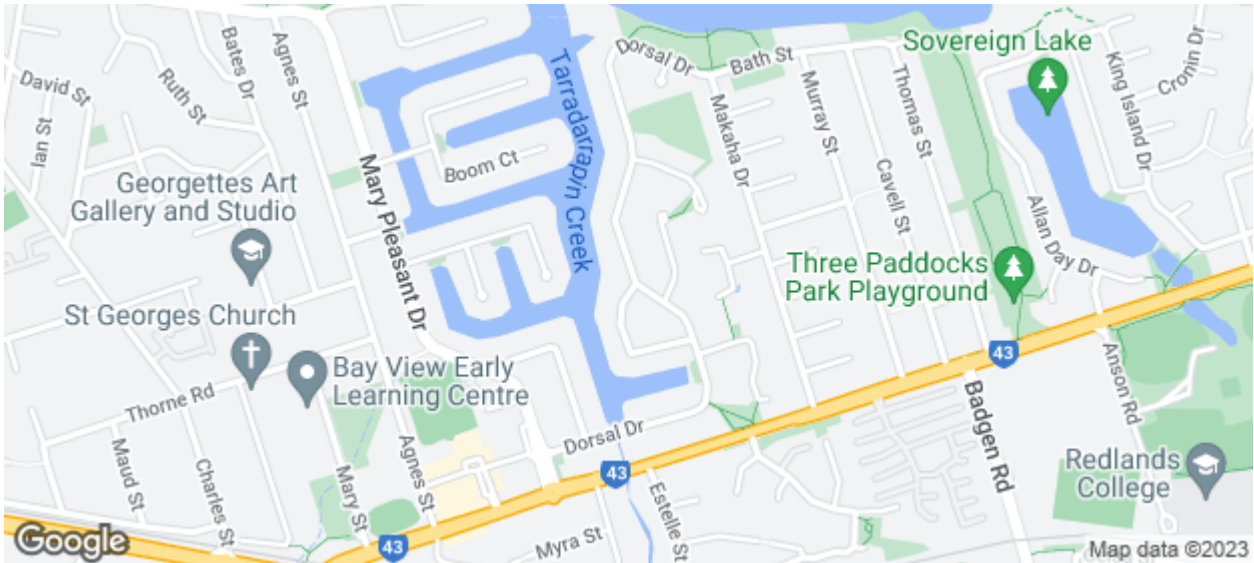 Sovereign Lake
Dorsal Dr
Bath St
Cronin Dr
King Island Dr
Thomas St
Murray St
Makaha Dr
Cavell St
Allan Day Dr
Agnes St
Bates Dr
Ruth St
David St
Ian St
Tarradarrapin Creek
Boom Ct
Mary Pleasant Dr
Georgettes Art
Gallery and Studio
St Georges Church
Bay View Early
Learning Centre
Three Paddocks
Park Playground
43
Thorne Rd
Maud St
Charles St
Mary St
Agnes St
Dorsal Dr
43
43
Estelle St
Myra St
Badgen Rd
Anson Rd
Redlands
College
Google
Map data ©2023